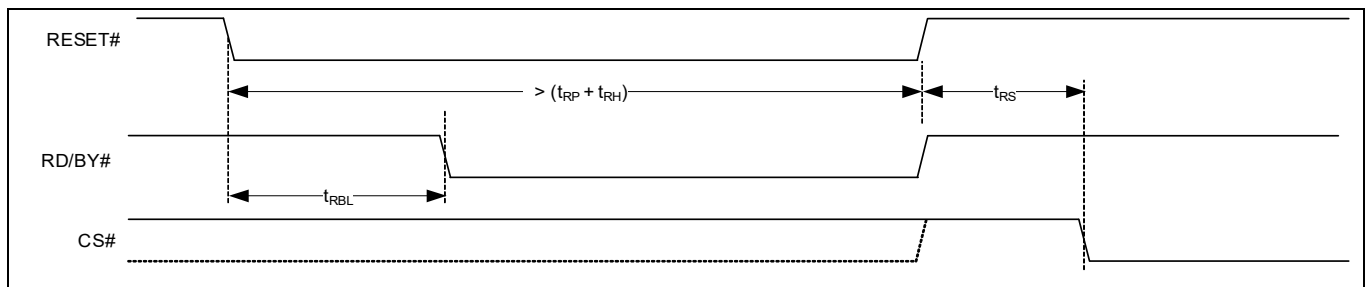 RESET#
> (tRP + tRH)
tRS
RD/BY#
tRBL
CS#